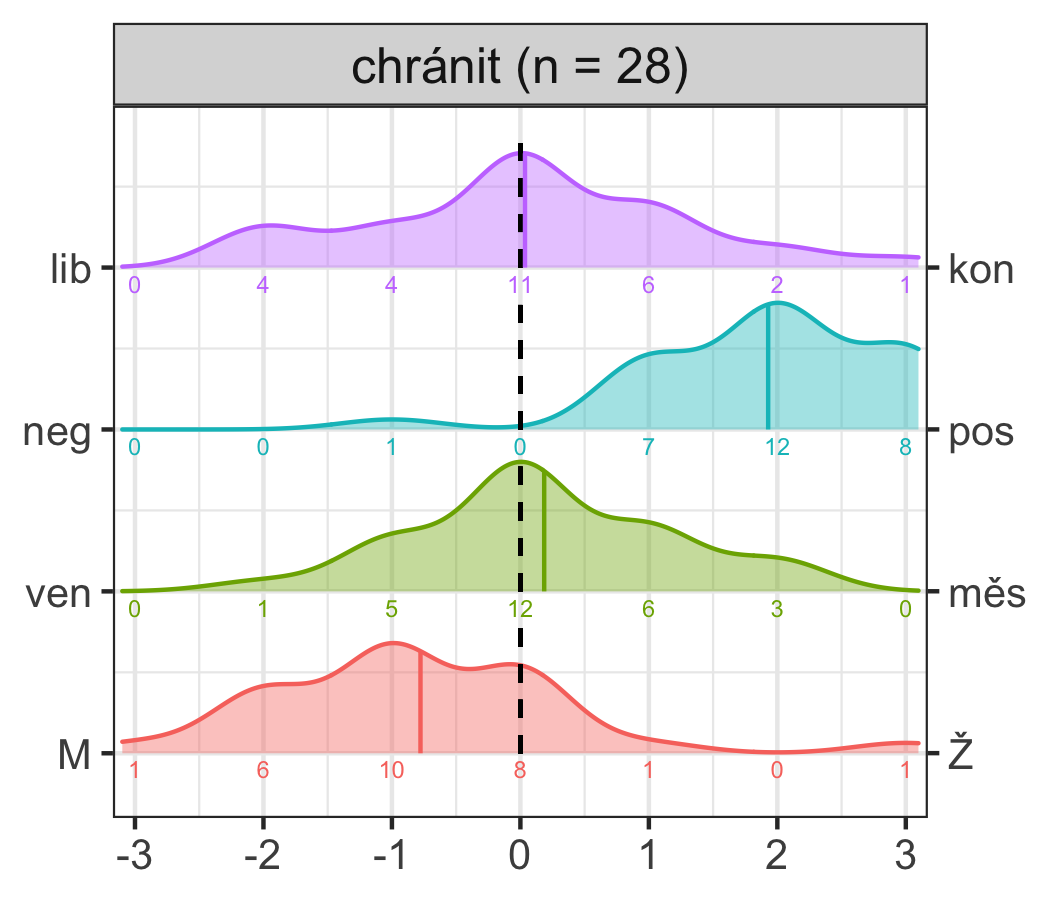 chránit (n = 28)
lib kon
0 4 4 11 6 2 1
neg pos
0 0 1 0 7 12 8
ven měs
0 1 5 12 6 3 0
M Ž
1 6 10 8 1 0 1
-3 -2 -1 0 1 2 3